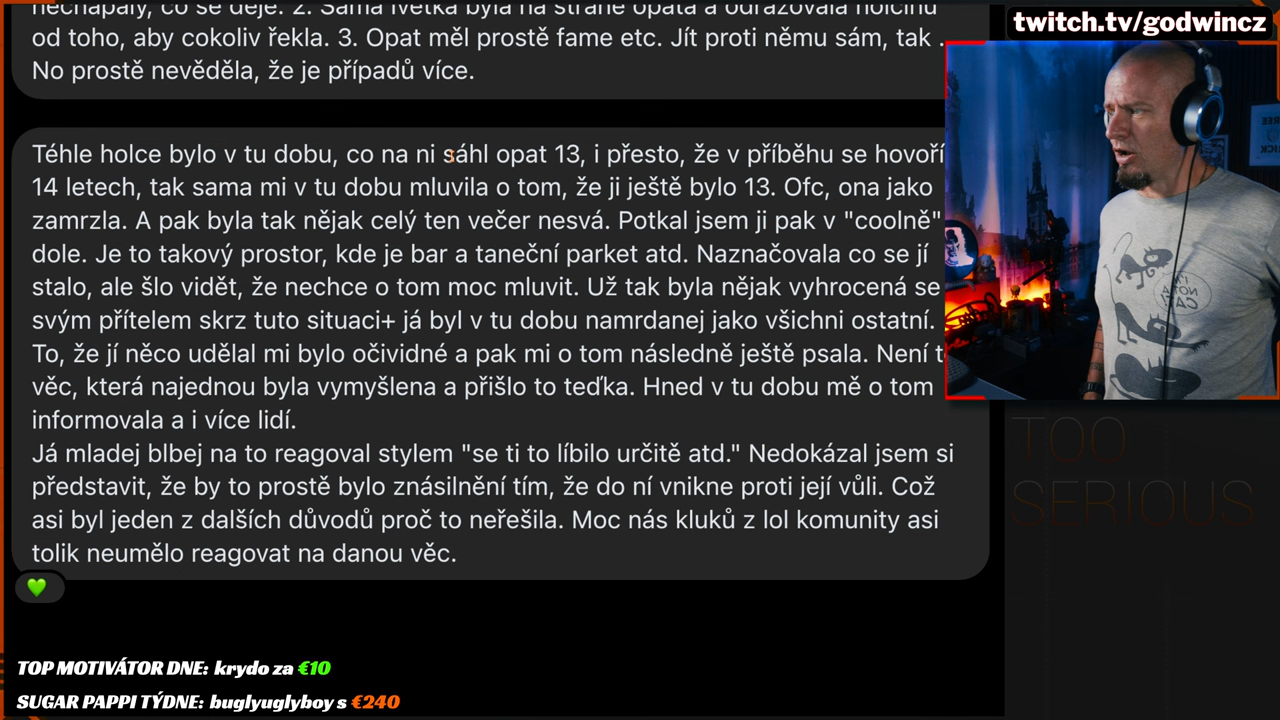 nechápaly, co se děje. 2. Sama Ivetka byla na straně opata a odrazovala holčinu
od toho, aby cokoliv řekla. 3. Opat měl prostě fame etc. Jít proti němu sám, tak .
No prostě nevěděla, že je případů více.
Téhle holce bylo v tu dobu, co na ni sáhl opat 13, i přesto, že v příběhu se hovoří
14 letech, tak sama mi v tu dobu mluvila o tom, že ji ještě bylo 13. Ofc, ona jako
zamrzla. A pak byla tak nějak celý ten večer nesvá. Potkal jsem ji pak v "coolně"
dole. Je to takový prostor, kde je bar a taneční parket atd. Naznačovala co se jí
stalo, ale šlo vidět, že nechce o tom moc mluvit. Už tak byla nějak vyhrocená se
svým přítelem skrz tuto situaci+ já byl v tu dobu namrdanej jako všichni ostatní.
To, že jí něco udělal mi bylo očividné a pak mi o tom následně ještě psala. Není t
věc, která najednou byla vymyšlena a přišlo to teďka. Hned v tu dobu mě o tom
informovala a i více lidí.
Já mladej blbej na to reagoval stylem "se ti to líbilo určitě atd." Nedokázal jsem si
představit, že by to prostě bylo znásilnění tím, že do ní vnikne proti její vůli. Což
asi byl jeden z dalších důvodů proč to neřešila. Moc nás kluků z lol komunity asi
tolik neumělo reagovat na danou věc.
twitch.tv/godwincz
I'M NOT A CAT
TOO
SERIOUS
TOP MOTIVÁTOR DNE: krydo za €10
SUGAR PAPPI TÝDNE: buglyuglyboy s €240